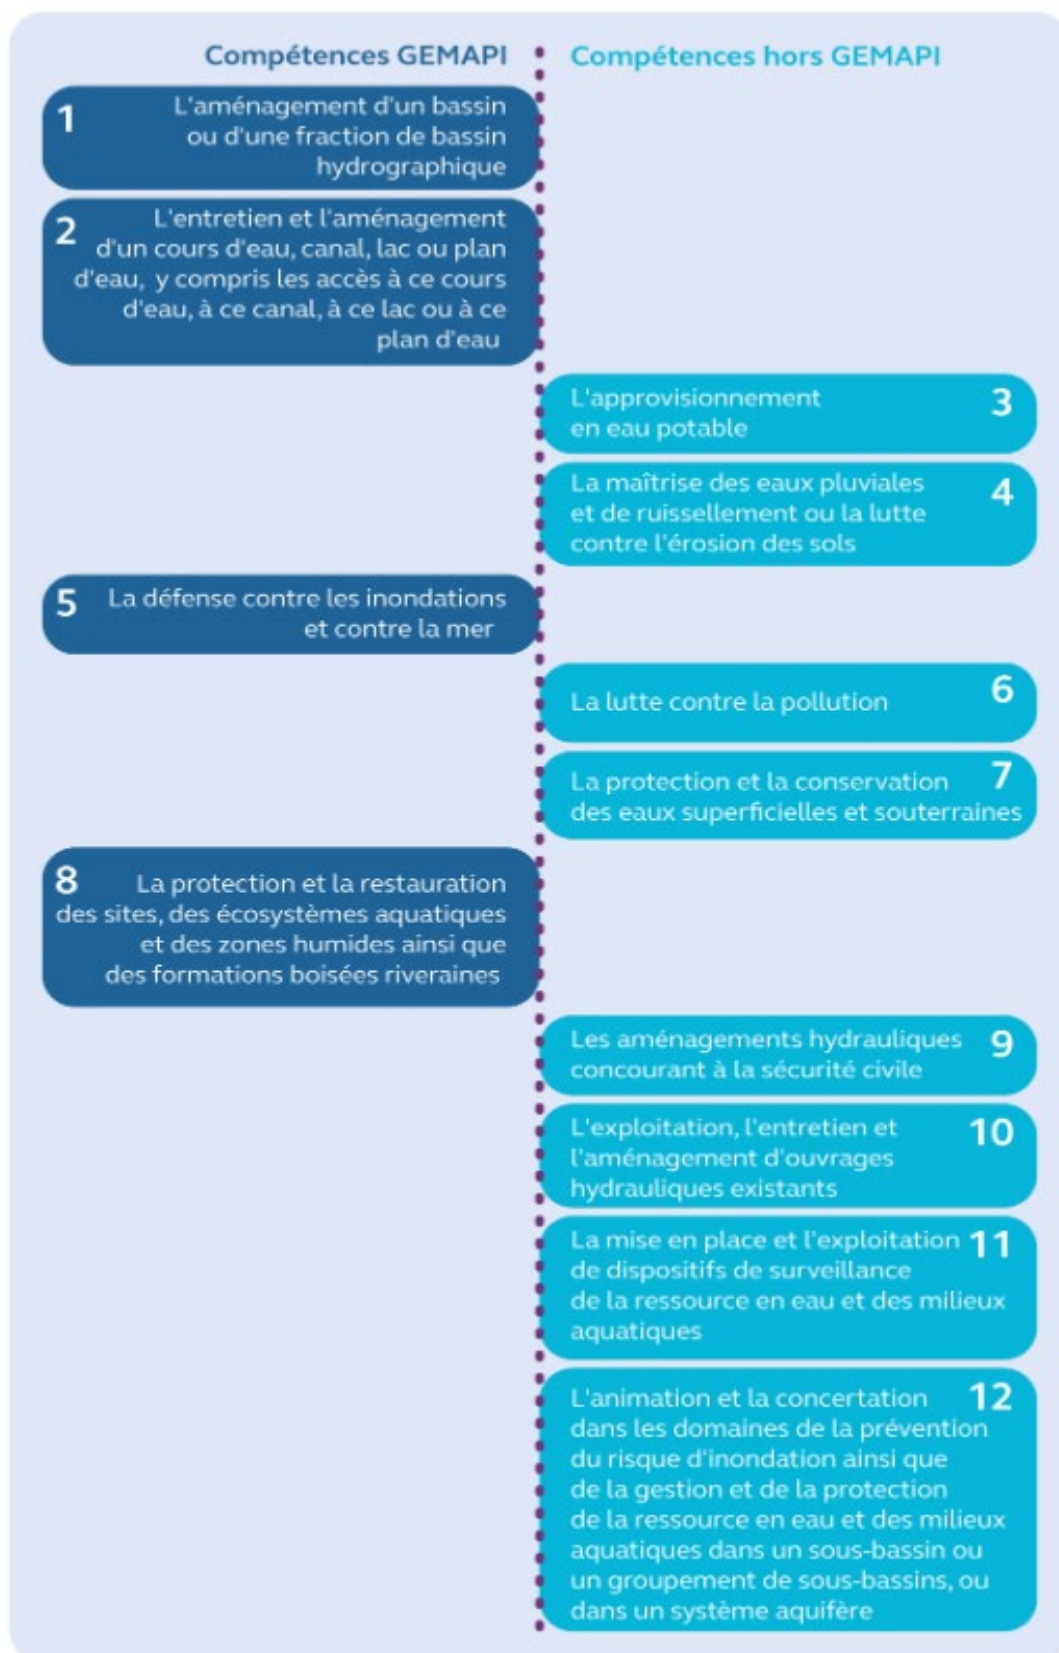 Compétences GEMAPI
Compétences hors GEMAPI
1
L'aménagement d'un bassin
ou d'une fraction de bassin
hydrographique
2
L'entretien et l'aménagement
d'un cours d'eau, canal, lac ou plan
d'eau, y compris les accès à ce cours
d'eau, à ce canal, à ce lac ou à ce
plan d'eau
L'approvisionnement
en eau potable
3
La maîtrise des eaux pluviales
et de ruissellement ou la lutte
contre l'érosion des sols
4
5
La défense contre les inondations
et contre la mer
La lutte contre la pollution
6
La protection et la conservation
des eaux superficielles et souterraines
7
8
La protection et la restauration
des sites, des écosystèmes aquatiques
et des zones humides ainsi que
des formations boisées riveraines
Les aménagements hydrauliques
concourant à la sécurité civile
9
L'exploitation, l'entretien et
l'aménagement d'ouvrages
hydrauliques existants
10
La mise en place et l'exploitation
de dispositifs de surveillance
de la ressource en eau et des milieux
aquatiques
11
L'animation et la concertation
dans les domaines de la prévention
du risque d'inondation ainsi que
de la gestion et de la protection
de la ressource en eau et des milieux
aquatiques dans un sous-bassin ou
un groupement de sous-bassins, ou
dans un système aquifère
12